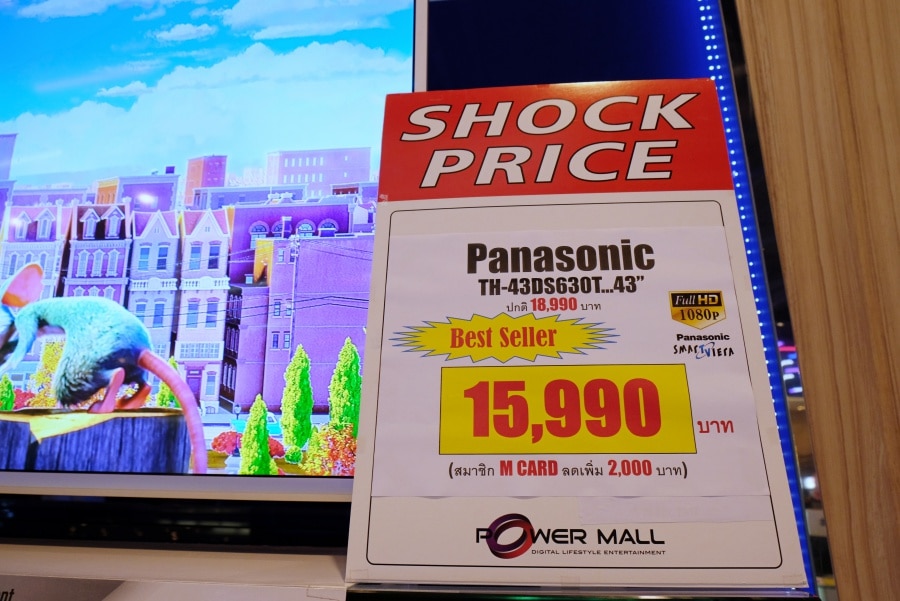 SHOCK
PRICE
Panasonic
TH-43DS630T...43”
ปกติ 18,990 บาท
Full HD
1080p
Best Seller
Panasonic
SMART VIERA
15,990 บาท
(สมาชิก M CARD ลดเพิ่ม 2,000 บาท)
POWER MALL
DIGITAL LIFESTYLE ENTERTAINMENT